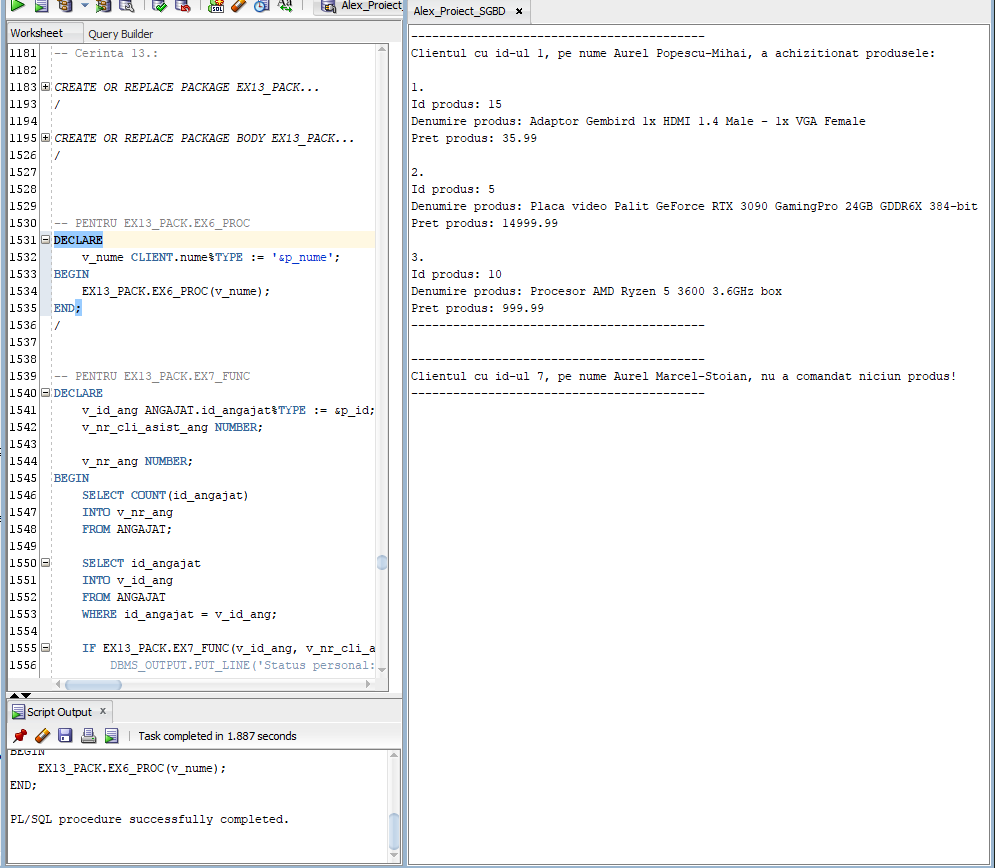 Alex_Proiect
Worksheet
Query Builder
1181 -- Cerinta 13.:
1182
1183 CREATE OR REPLACE PACKAGE EX13_PACK...
1193 /
1194
1195 CREATE OR REPLACE PACKAGE BODY EX13_PACK...
1526 /
1527
1528
1529
1530 -- PENTRU EX13_PACK.EX6_PROC
1531 DECLARE
1532     v_nume CLIENT.nume%TYPE := '&p_nume';
1533 BEGIN
1534     EX13_PACK.EX6_PROC(v_nume);
1535 END;
1536 /
1537
1538
1539 -- PENTRU EX13_PACK.EX7_FUNC
1540 DECLARE
1541     v_id_ang ANGAJAT.id_angajat%TYPE := &p_id;
1542     v_nr_cli_asist_ang NUMBER;
1543
1544     v_nr_ang NUMBER;
1545 BEGIN
1546     SELECT COUNT(id_angajat)
1547     INTO v_nr_ang
1548     FROM ANGAJAT;
1549
1550     SELECT id_angajat
1551     INTO v_id_ang
1552     FROM ANGAJAT
1553     WHERE id_angajat = v_id_ang;
1554
1555     IF EX13_PACK.EX7_FUNC(v_id_ang, v_nr_cli_a
1556         DBMS_OUTPUT.PUT_LINE('Status personal:
Script Output x
Task completed in 1.887 seconds
BEGIN
    EX13_PACK.EX6_PROC(v_nume);
END;
PL/SQL procedure successfully completed.
Alex_Proiect_SGBD x
------------------------------------------
Clientul cu id-ul 1, pe nume Aurel Popescu-Mihai, a achizitionat produsele:
1.
Id produs: 15
Denumire produs: Adaptor Gembird 1x HDMI 1.4 Male - 1x VGA Female
Pret produs: 35.99
2.
Id produs: 5
Denumire produs: Placa video Palit GeForce RTX 3090 GamingPro 24GB GDDR6X 384-bit
Pret produs: 14999.99
3.
Id produs: 10
Denumire produs: Procesor AMD Ryzen 5 3600 3.6GHz box
Pret produs: 999.99
------------------------------------------
------------------------------------------
Clientul cu id-ul 7, pe nume Aurel Marcel-Stoian, nu a comandat niciun produs!
------------------------------------------